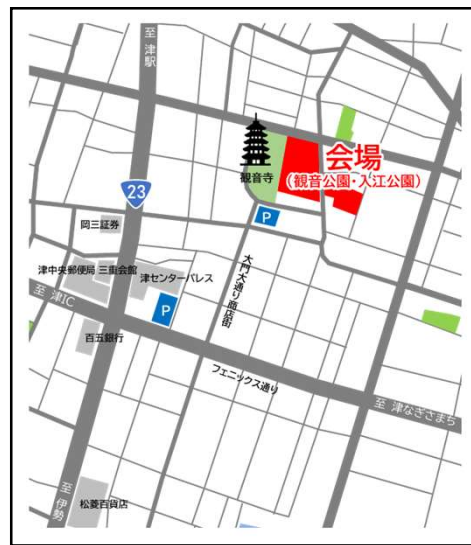 至 津駅
会場
(観音公園・入江公園)
観音寺
23
P
岡三証券
津中央郵便局
三重会館
津センターパレス
大門大通り商店街
至 津IC
P
百五銀行
フェニックス通り
至 津なぎさまち
至 伊勢
松菱百貨店